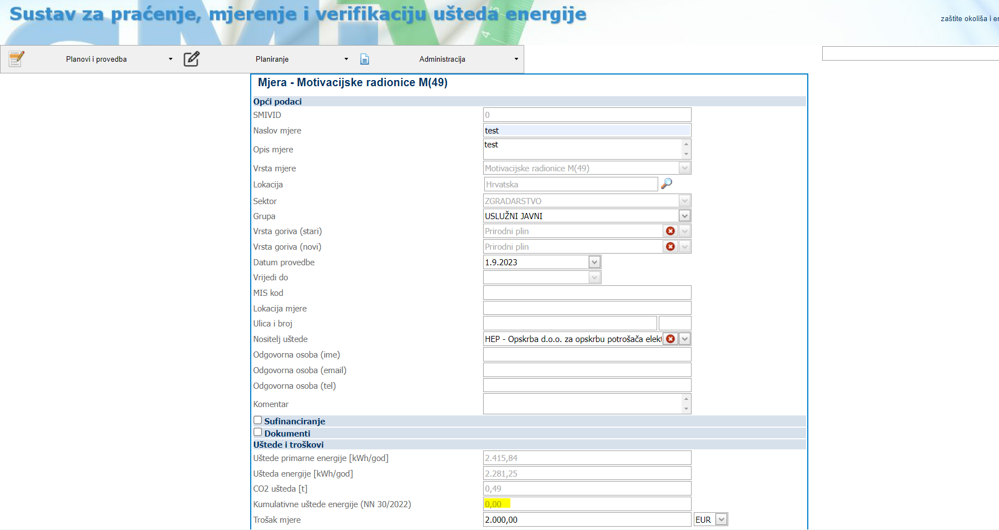 Sustav za praćenje, mjerenje i verifikaciju ušteda energije
zaštite okoliša i
Planovi i provedba
Planiranje
Administracija
Mjera - Motivacijske radionice M(49)
Opći podaci
SMIVID 0
Naslov mjere test
Opis mjere test
Vrsta mjere Motivacijske radionice M(49)
Lokacija Hrvatska
Sektor ZGRADARSTVO
Grupa USLUŽNI JAVNI
Vrsta goriva (stari) Prirodni plin
Vrsta goriva (novi) Prirodni plin
Datum provedbe 1.9.2023
Vrijedi do
MIS kod
Lokacija mjere
Ulica i broj
Nositelj uštede HEP - Opskrba d.o.o. za opskrbu potrošača elekt
Odgovorna osoba (ime)
Odgovorna osoba (email)
Odgovorna osoba (tel)
Komentar
Sufinanciranje
Dokumenti
Uštede i troškovi
Uštede primarne energije [kWh/god] 2.415,84
Ušteda energije [kWh/god] 2.281,25
CO2 ušteda [t] 0,49
Kumulativne uštede energije (NN 30/2022) 0,00
Trošak mjere 2.000,00 EUR